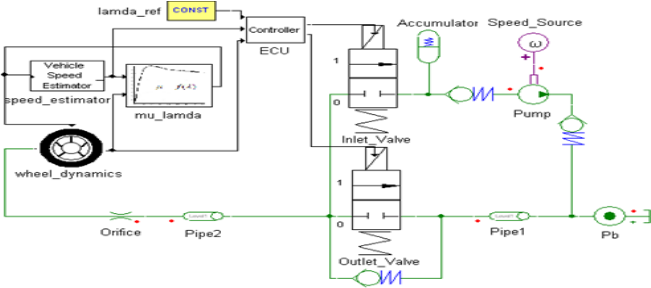 lamda_ref
CONST
Controller
ECU
Accumulator
Speed_Source
ω
Vehicle
Speed
Estimator
speed_estimator
mu_lamda
1
0
Inlet_Valve
Pump
wheel_dynamics
1
0
Orifice
Pipe2
Outlet_Valve
Pipe1
Pb